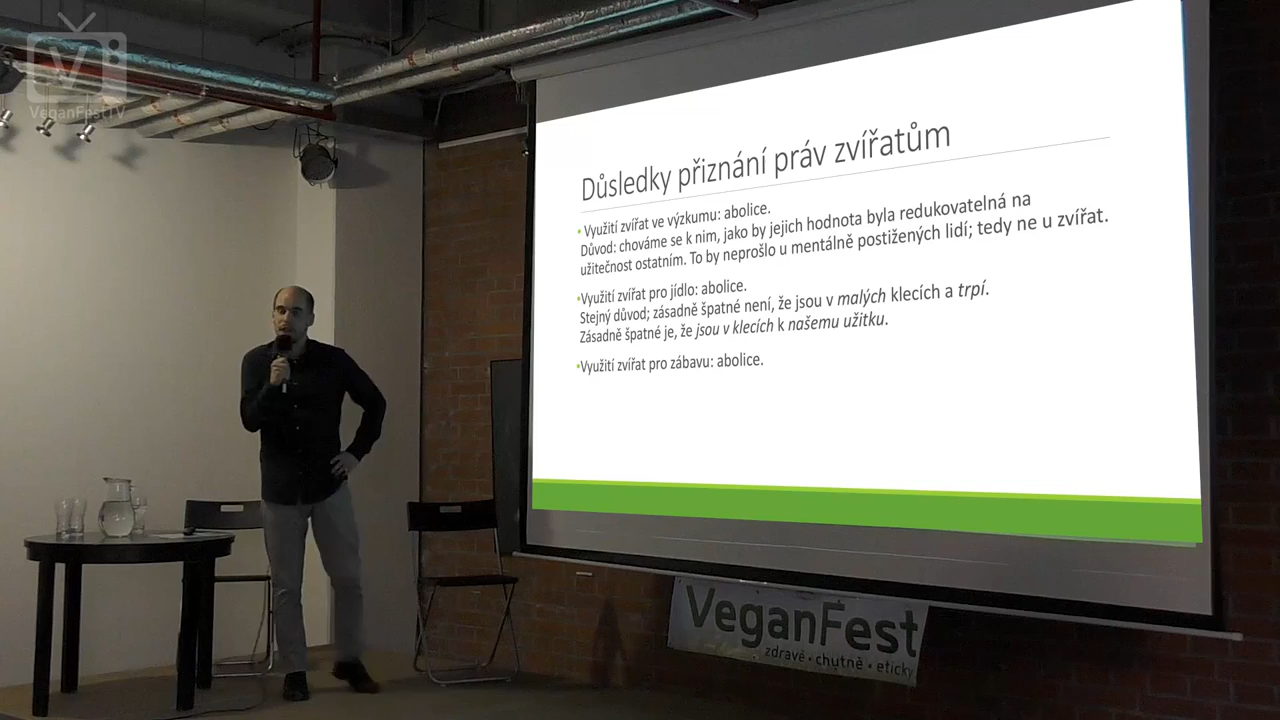 VeganFestTV
Důsledky přiznání práv zvířatům
• Využití zvířat ve výzkumu: abolice.
Důvod: chováme se k nim, jako by jejich hodnota byla redukovatelná na
užitečnost ostatním. To by neprošlo u mentálně postižených lidí; tedy ne u zvířat.
•Využití zvířat pro jídlo: abolice.
Stejný důvod; zásadně špatné není, že jsou v malých klecích a trpí.
Zásadně špatné je, že jsou v klecích k našemu užitku.
•Využití zvířat pro zábavu: abolice.
VeganFest
zdravě • chutně • eticky